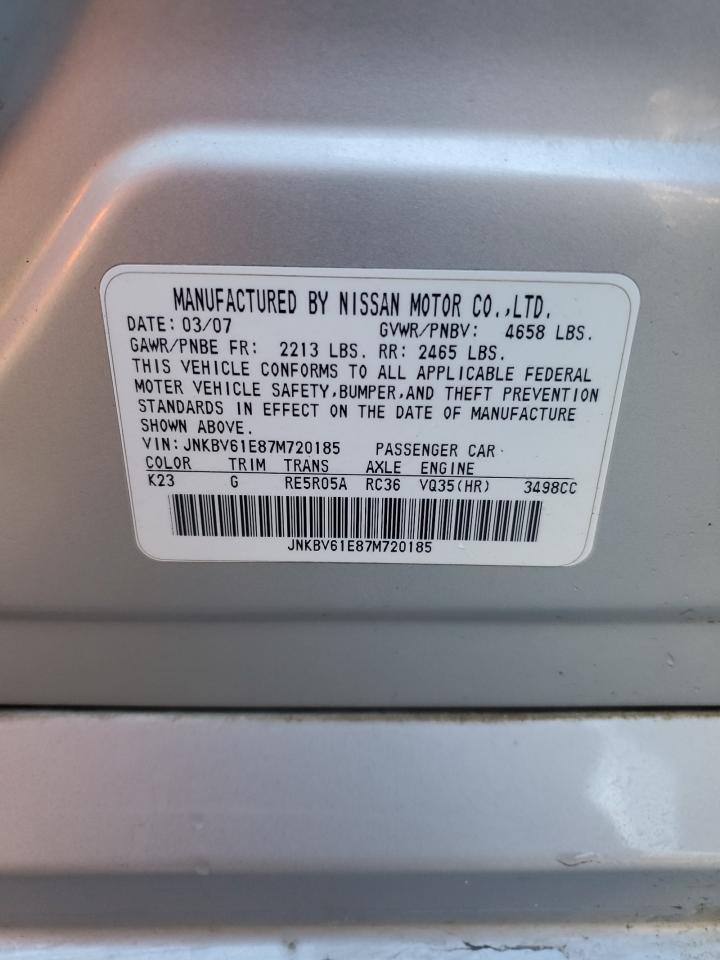 MANUFACTURED BY NISSAN MOTOR CO.,LTD.
DATE: 03/07 GVWR/PNBV: 4658 LBS.
GAWR/PNBE FR: 2213 LBS. RR: 2465 LBS.
THIS VEHICLE CONFORMS TO ALL APPLICABLE FEDERAL
MOTER VEHICLE SAFETY,BUMPER,AND THEFT PREVENTION
STANDARDS IN EFFECT ON THE DATE OF MANUFACTURE
SHOWN ABOVE.
VIN: JNKBV61E87M720185 PASSENGER CAR
COLOR TRIM TRANS AXLE ENGINE
K23 G RE5R05A RC36 VQ35(HR) 3498CC
JNKBV61E87M720185